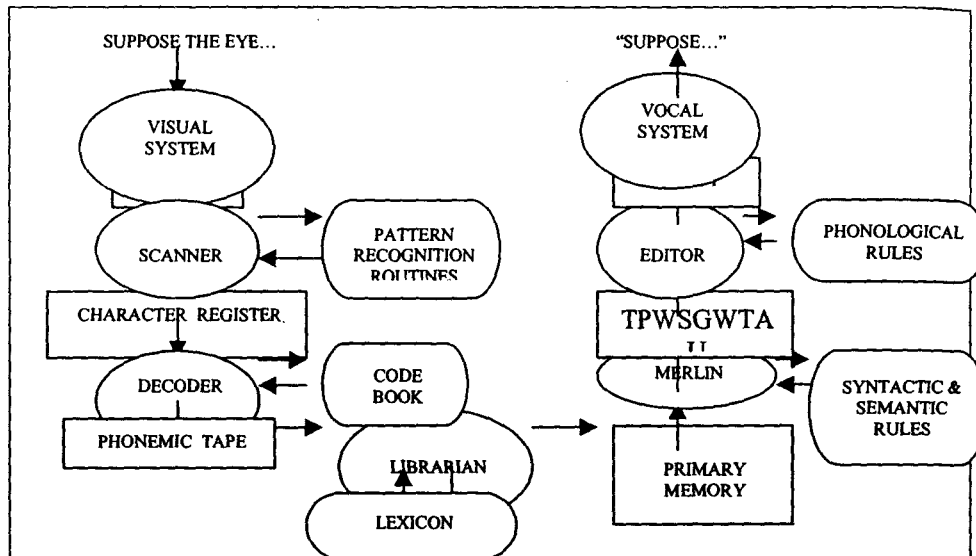 SUPPOSE THE EYE...
VISUAL
SYSTEM
SCANNER
PATTERN
RECOGNITION
ROUTINES
CHARACTER REGISTER
DECODER
CODE
BOOK
PHONEMIC TAPE
LIBRARIAN
LEXICON
"SUPPOSE..."
VOCAL
SYSTEM
EDITOR
PHONOLOGICAL
RULES
TPWSGWTA
U
MERLIN
SYNTACTIC &
SEMANTIC
RULES
PRIMARY
MEMORY